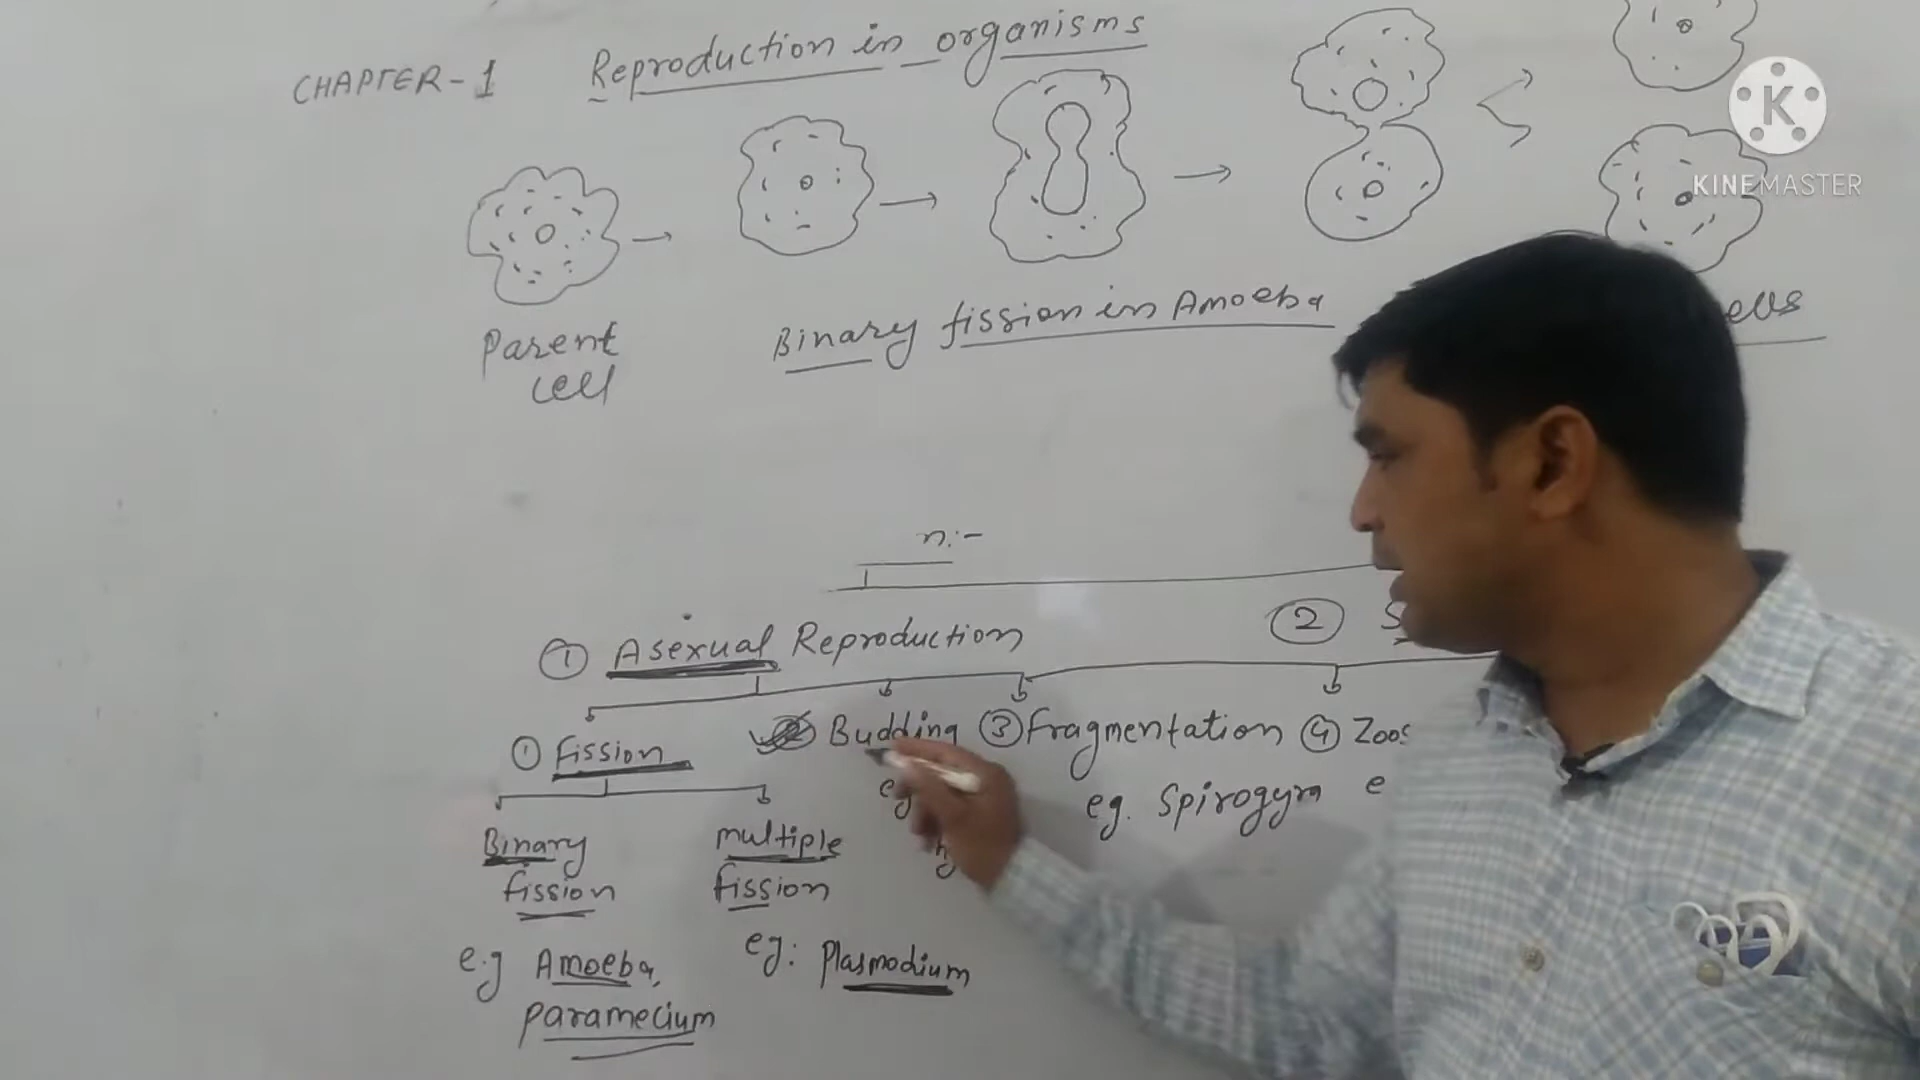 CHAPTER-1 Reproduction in organisms
K
KINEMASTER
Parent
cell
Binary fission in Amoeba
n:-
① Asexual Reproduction
②
① Fission
Budding ③ Fragmentation ④
eg. Spirogyra
Binary
fission
multiple
fission
e.g Amoeba,
paramecium
eg: Plasmodium